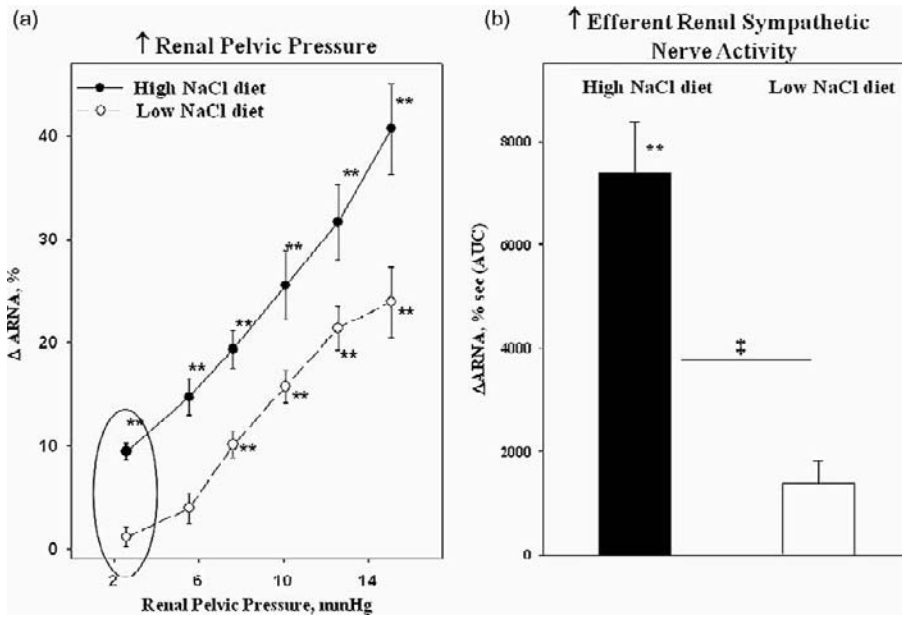 (a)
↑ Renal Pelvic Pressure
High NaCl diet
Low NaCl diet
40
30
20
10
0
Δ ARNA, %
**
**
**
**
**
**
**
**
**
**
2
6
10
14
Renal Pelvic Pressure, mmHg
(b)
↑ Efferent Renal Sympathetic
Nerve Activity
High NaCl diet
Low NaCl diet
8000
6000
4000
2000
0
ΔARNA, % sec (AUC)
**
‡